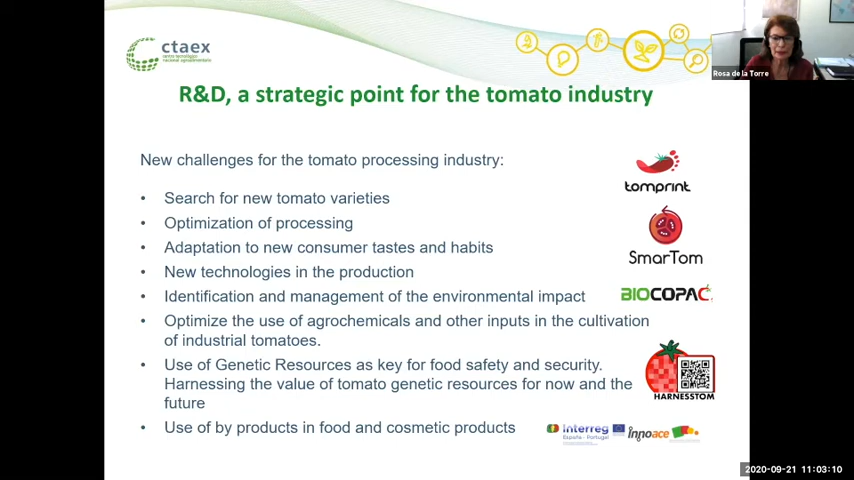 ctaex
centro tecnológico
nacional agroalimentario
Rosa de la Torre
R&D, a strategic point for the tomato industry
New challenges for the tomato processing industry:
tomprint
• Search for new tomato varieties
• Optimization of processing
• Adaptation to new consumer tastes and habits
SmarTom
• New technologies in the production
• Identification and management of the environmental impact
BIOCOPAC
• Optimize the use of agrochemicals and other inputs in the cultivation
of industrial tomatoes.
• Use of Genetic Resources as key for food safety and security.
Harnessing the value of tomato genetic resources for now and the
future
HARNESSTOM
• Use of by products in food and cosmetic products
Interreg
España - Portugal
innoace
2020-09-21 11:03:10